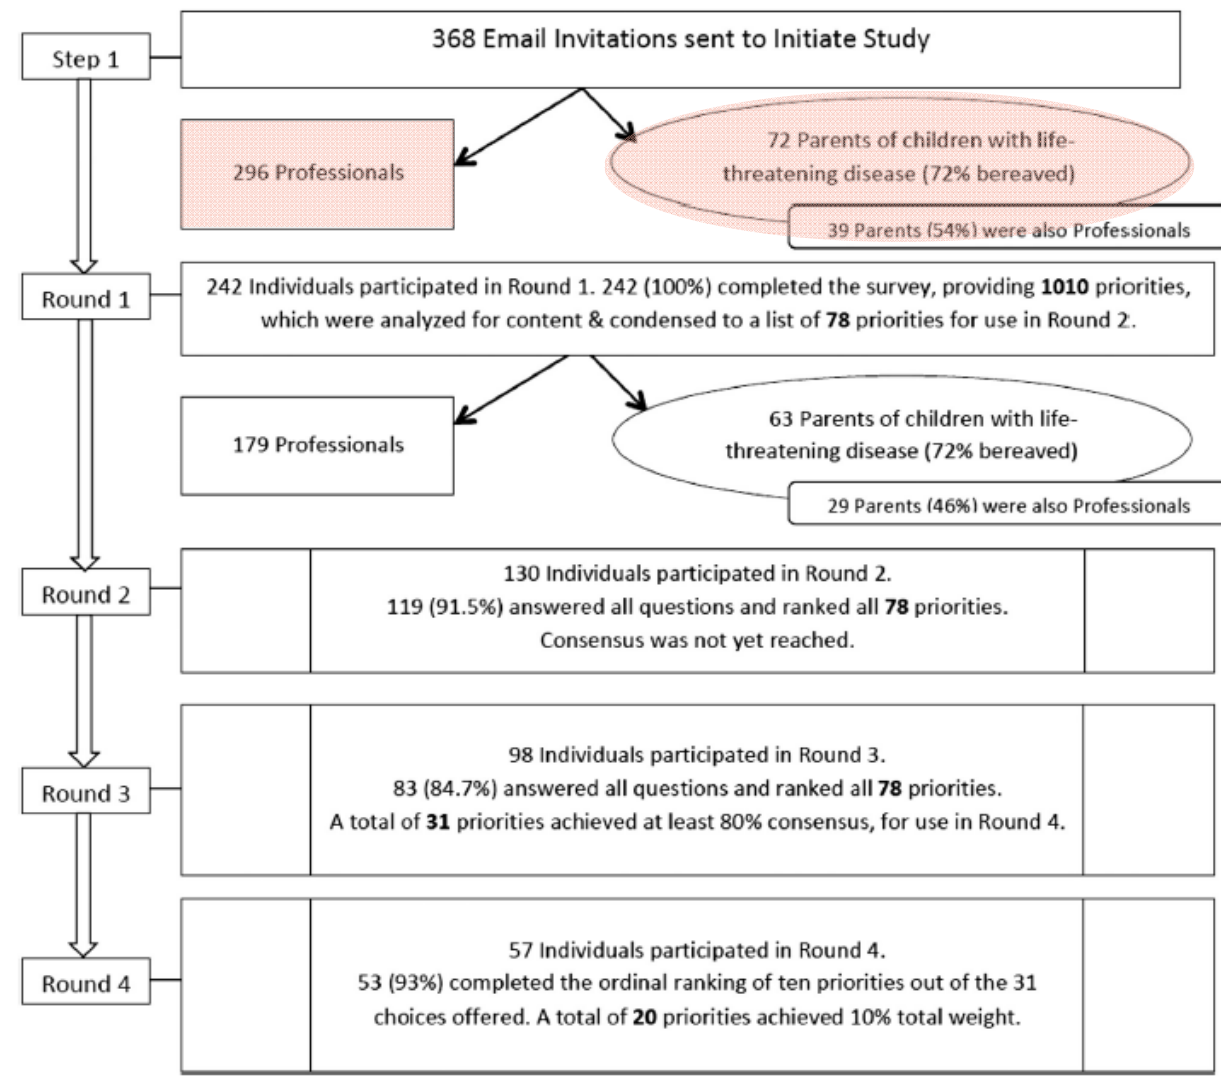 Step 1
368 Email Invitations sent to Initiate Study
296 Professionals
72 Parents of children with life-
threatening disease (72% bereaved)
39 Parents (54%) were also Professionals
Round 1
242 Individuals participated in Round 1. 242 (100%) completed the survey, providing 1010 priorities,
which were analyzed for content & condensed to a list of 78 priorities for use in Round 2.
179 Professionals
63 Parents of children with life-
threatening disease (72% bereaved)
29 Parents (46%) were also Professionals
Round 2
130 Individuals participated in Round 2.
119 (91.5%) answered all questions and ranked all 78 priorities.
Consensus was not yet reached.
Round 3
98 Individuals participated in Round 3.
83 (84.7%) answered all questions and ranked all 78 priorities.
A total of 31 priorities achieved at least 80% consensus, for use in Round 4.
Round 4
57 Individuals participated in Round 4.
53 (93%) completed the ordinal ranking of ten priorities out of the 31
choices offered. A total of 20 priorities achieved 10% total weight.